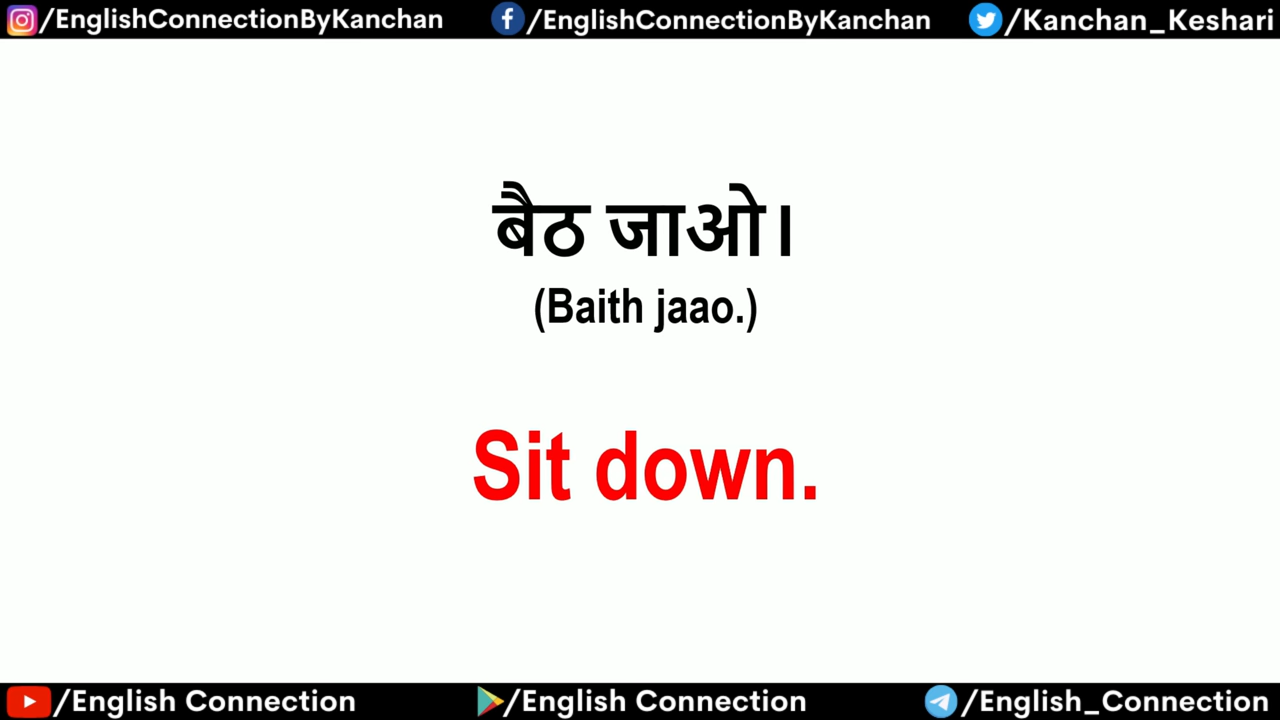 /EnglishConnectionByKanchan /EnglishConnectionByKanchan /Kanchan_Keshari
बैठ जाओ।
(Baith jaao.)
Sit down.
/English Connection /English Connection /English_Connection